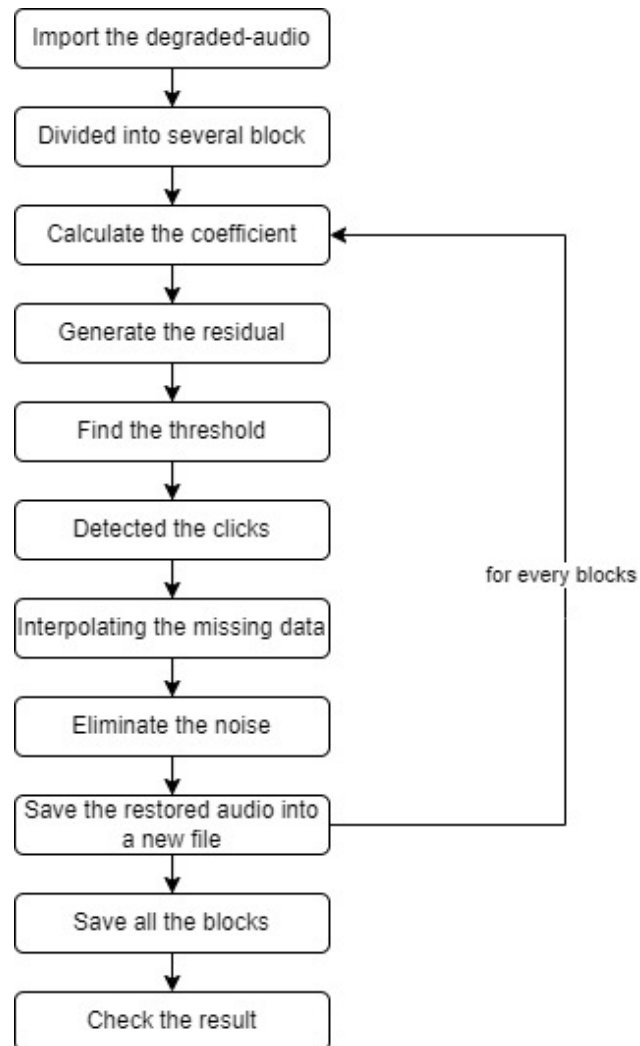 Import the degraded-audio
Divided into several block
Calculate the coefficient
Generate the residual
Find the threshold
Detected the clicks
for every blocks
Interpolating the missing data
Eliminate the noise
Save the restored audio into
a new file
Save all the blocks
Check the result